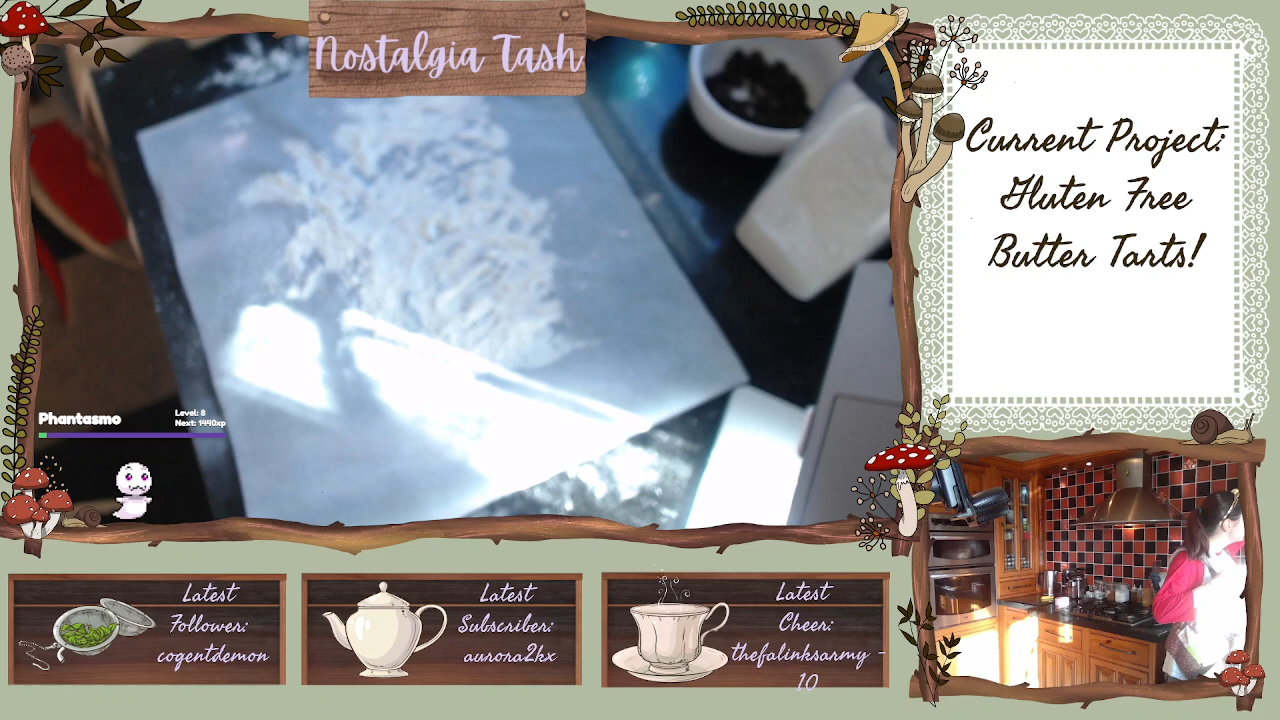 Nostalgia Tash
Current Project:
Gluten Free
Butter Tarts!
Phantasmo
Level: 8
Next: 1440xp
Latest
Follower:
cogentdemon
Latest
Subscriber:
aurora2kx
Latest
Cheer:
thefalinksarmy -
10